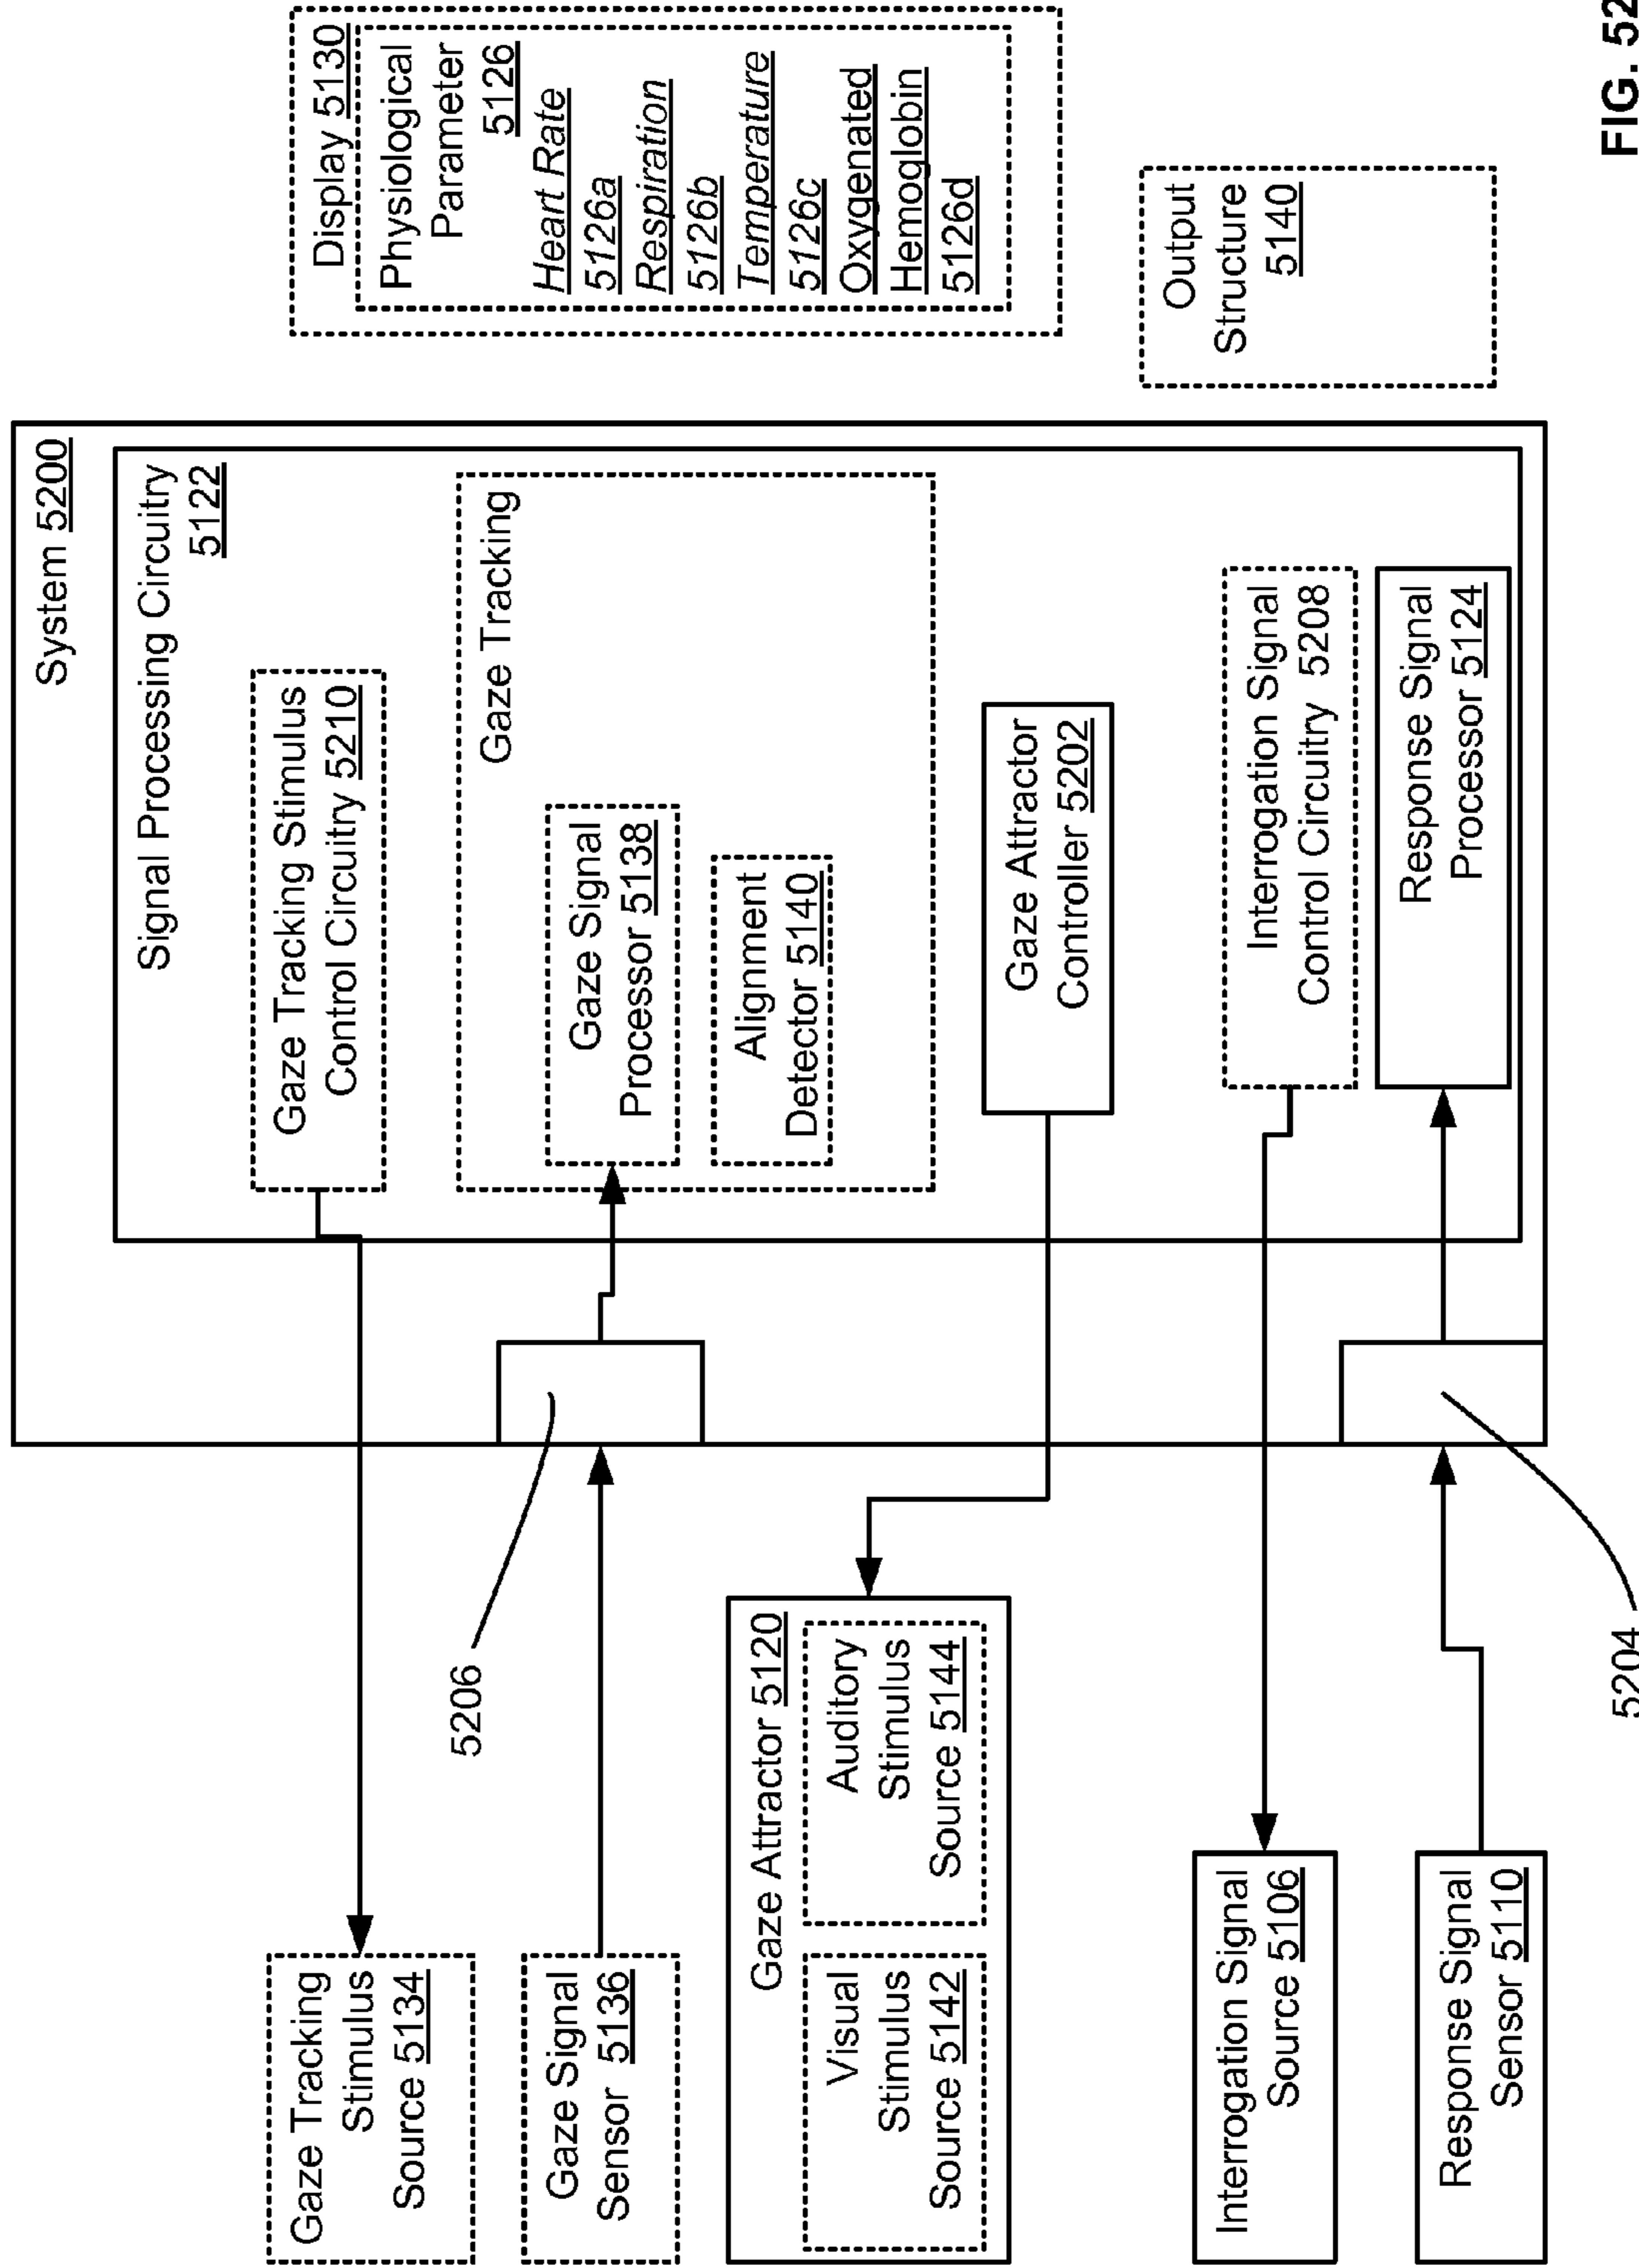 System 5200
Signal Processing Circuitry
5122
Gaze Tracking Stimulus
Control Circuitry 5210
Gaze Tracking
Gaze Signal
Processor 5138
Alignment
Detector 5140
Gaze Attractor
Controller 5202
Interrogation Signal
Control Circuitry 5208
Response Signal
Processor 5124
Display 5130
Physiological
Parameter
5126
Heart Rate
5126a
Respiration
5126b
Temperature
5126c
Oxygenated
Hemoglobin
5126d
Output
Structure
5140
Gaze Tracking
Stimulus
Source 5134
Gaze Signal
Sensor 5136
5206
Gaze Attractor 5120
Visual
Stimulus
Source 5142
Auditory
Stimulus
Source 5144
Interrogation Signal
Source 5106
Response Signal
Sensor 5110
5204
FIG. 52